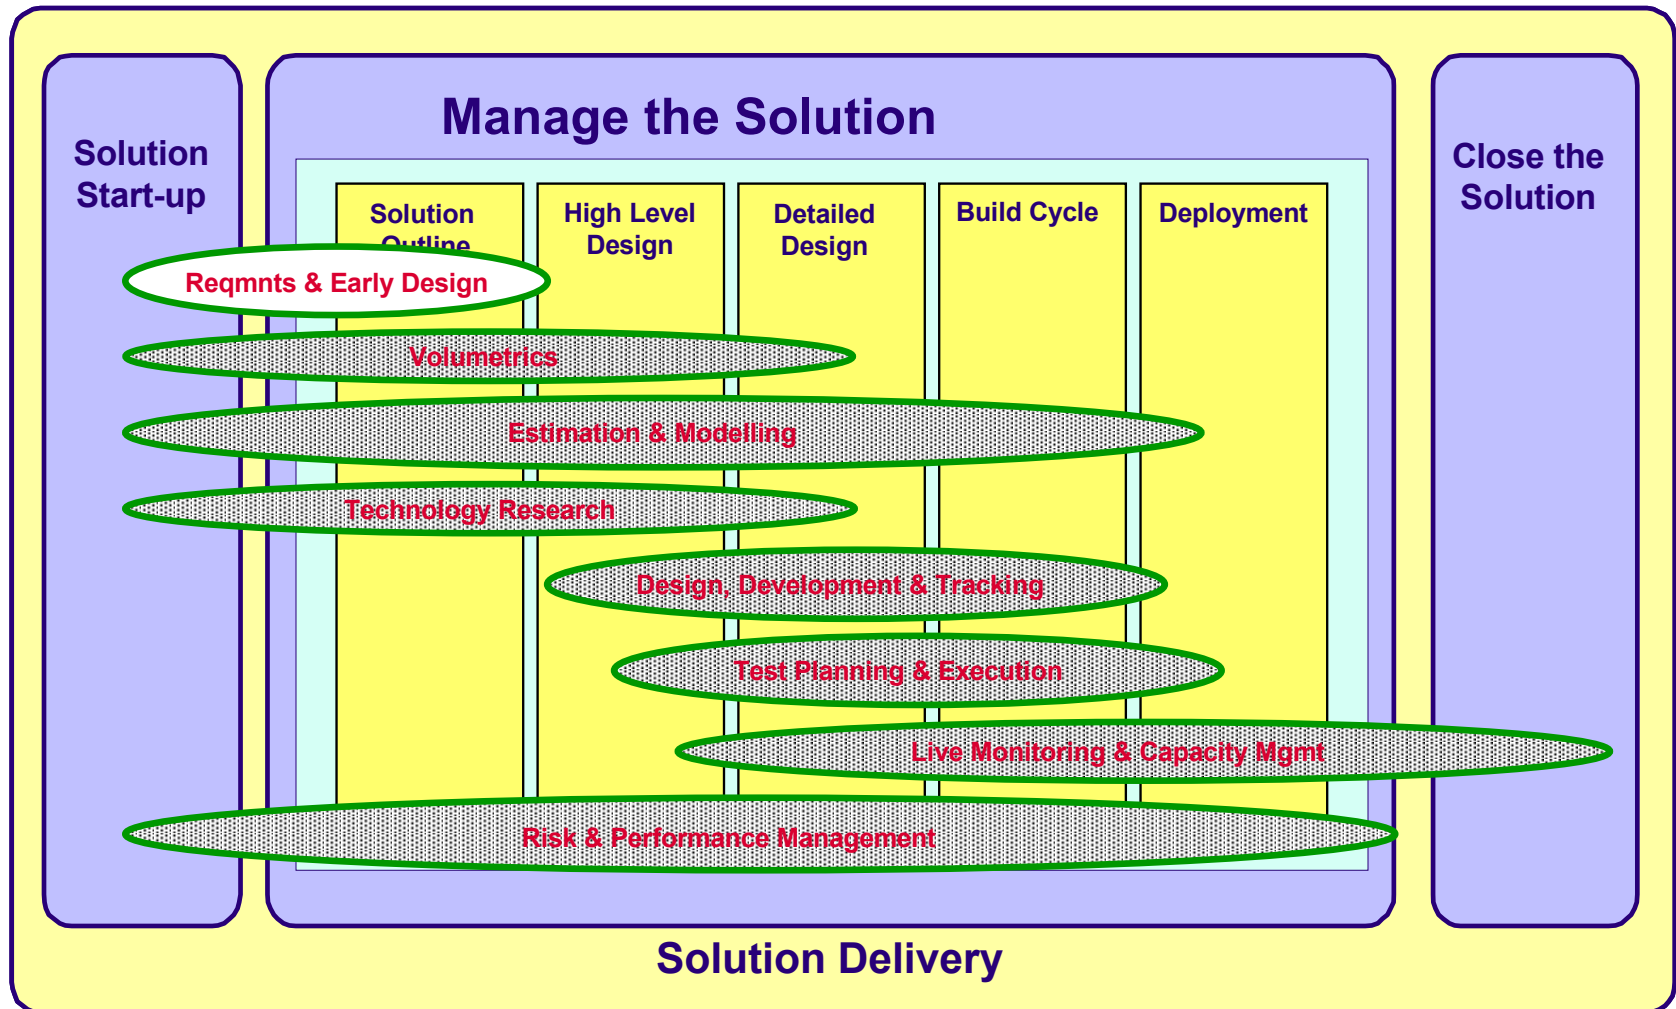 Manage the Solution
Solution
Start-up
Close the
Solution
Solution
Outline
High Level
Design
Detailed
Design
Build Cycle
Deployment
Reqmnts & Early Design
Volumetrics
Estimation & Modelling
Technology Research
Design, Development & Tracking
Test Planning & Execution
Live Monitoring & Capacity Mgmt
Risk & Performance Management
Solution Delivery